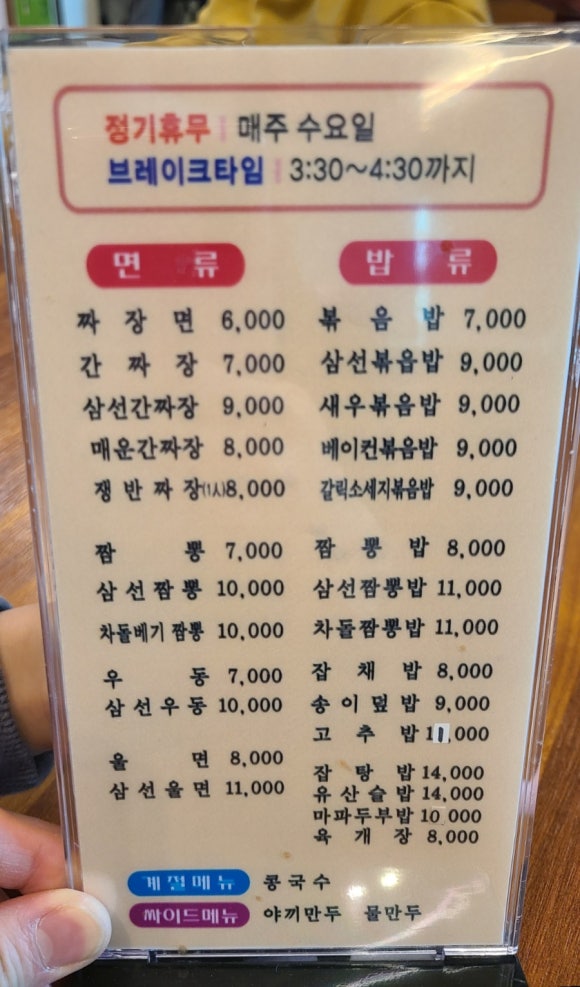 정기휴무 | 매주 수요일
브레이크타임 | 3:30~4:30까지
면 류
짜 장 면 6,000
간 짜 장 7,000
삼선간짜장 9,000
매운간짜장 8,000
쟁 반 짜 장(1人)8,000
짬 뽕 7,000
삼 선 짬 뽕 10,000
차돌베기 짬뽕 10,000
우 동 7,000
삼 선 우 동 10,000
울 면 8,000
삼 선 울 면 11,000
밥 류
볶 음 밥 7,000
삼선볶음밥 9,000
새우볶음밥 9,000
베이컨볶음밥 9,000
갈릭소세지볶음밥 9,000
짬 뽕 밥 8,000
삼선짬뽕밥 11,000
차돌짬뽕밥 11,000
잡 채 밥 8,000
송 이 덮 밥 9,000
고 추 밥 11,000
잡 탕 밥 14,000
유 산 슬 밥 14,000
마파두부밥 10,000
육 개 장 8,000
계절메뉴 콩국수
싸이드메뉴 야끼만두 물만두